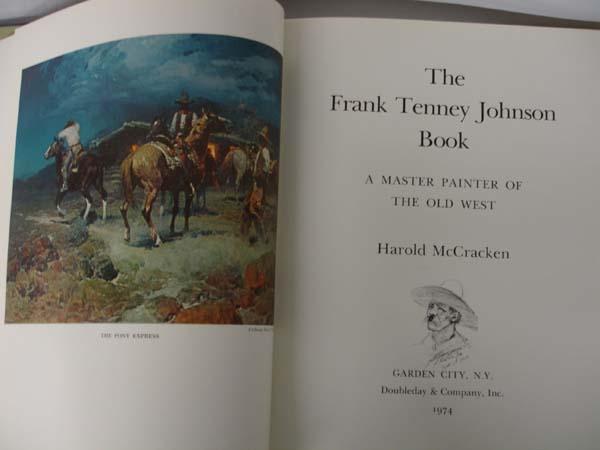 THE PONY EXPRESS
The
Frank Tenney Johnson
Book
A MASTER PAINTER OF
THE OLD WEST
Harold McCracken
GARDEN CITY, N.Y.
Doubleday & Company, Inc.
1974